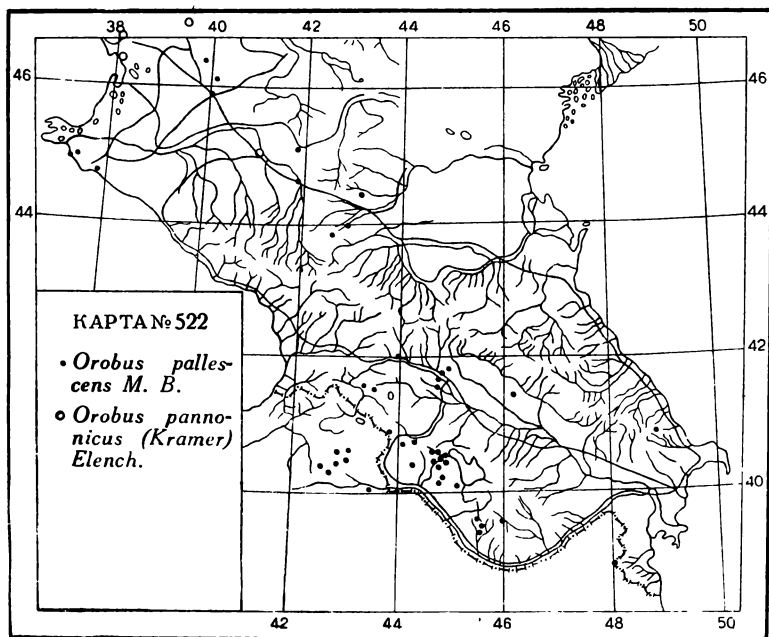 38 40 42 44 46 48 50
46 46
44 44
42
40
КАРТА № 522
• Orobus palles-
cens M. B.
○ Orobus panno-
nicus (Kramer)
Elench.
42 44 46 48 50